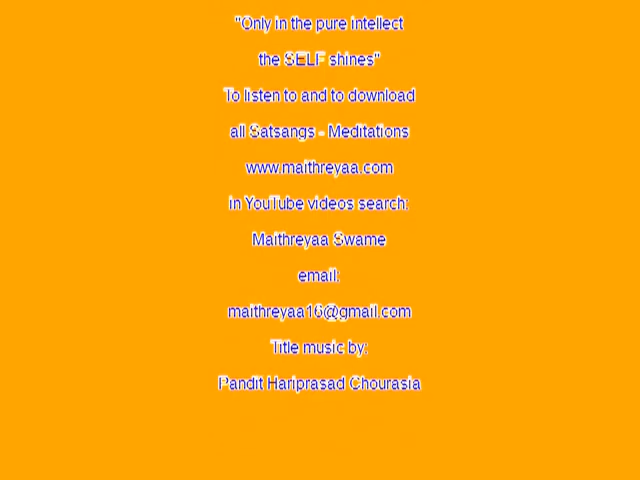 "Only in the pure intellect
the SELF shines"
To listen to and to download
all Satsangs - Meditations
www.maithreyaa.com
in YouTube videos search:
Maithreyaa Swame
email:
maithreyaa16@gmail.com
Title music by:
Pandit Hariprasad Chourasia